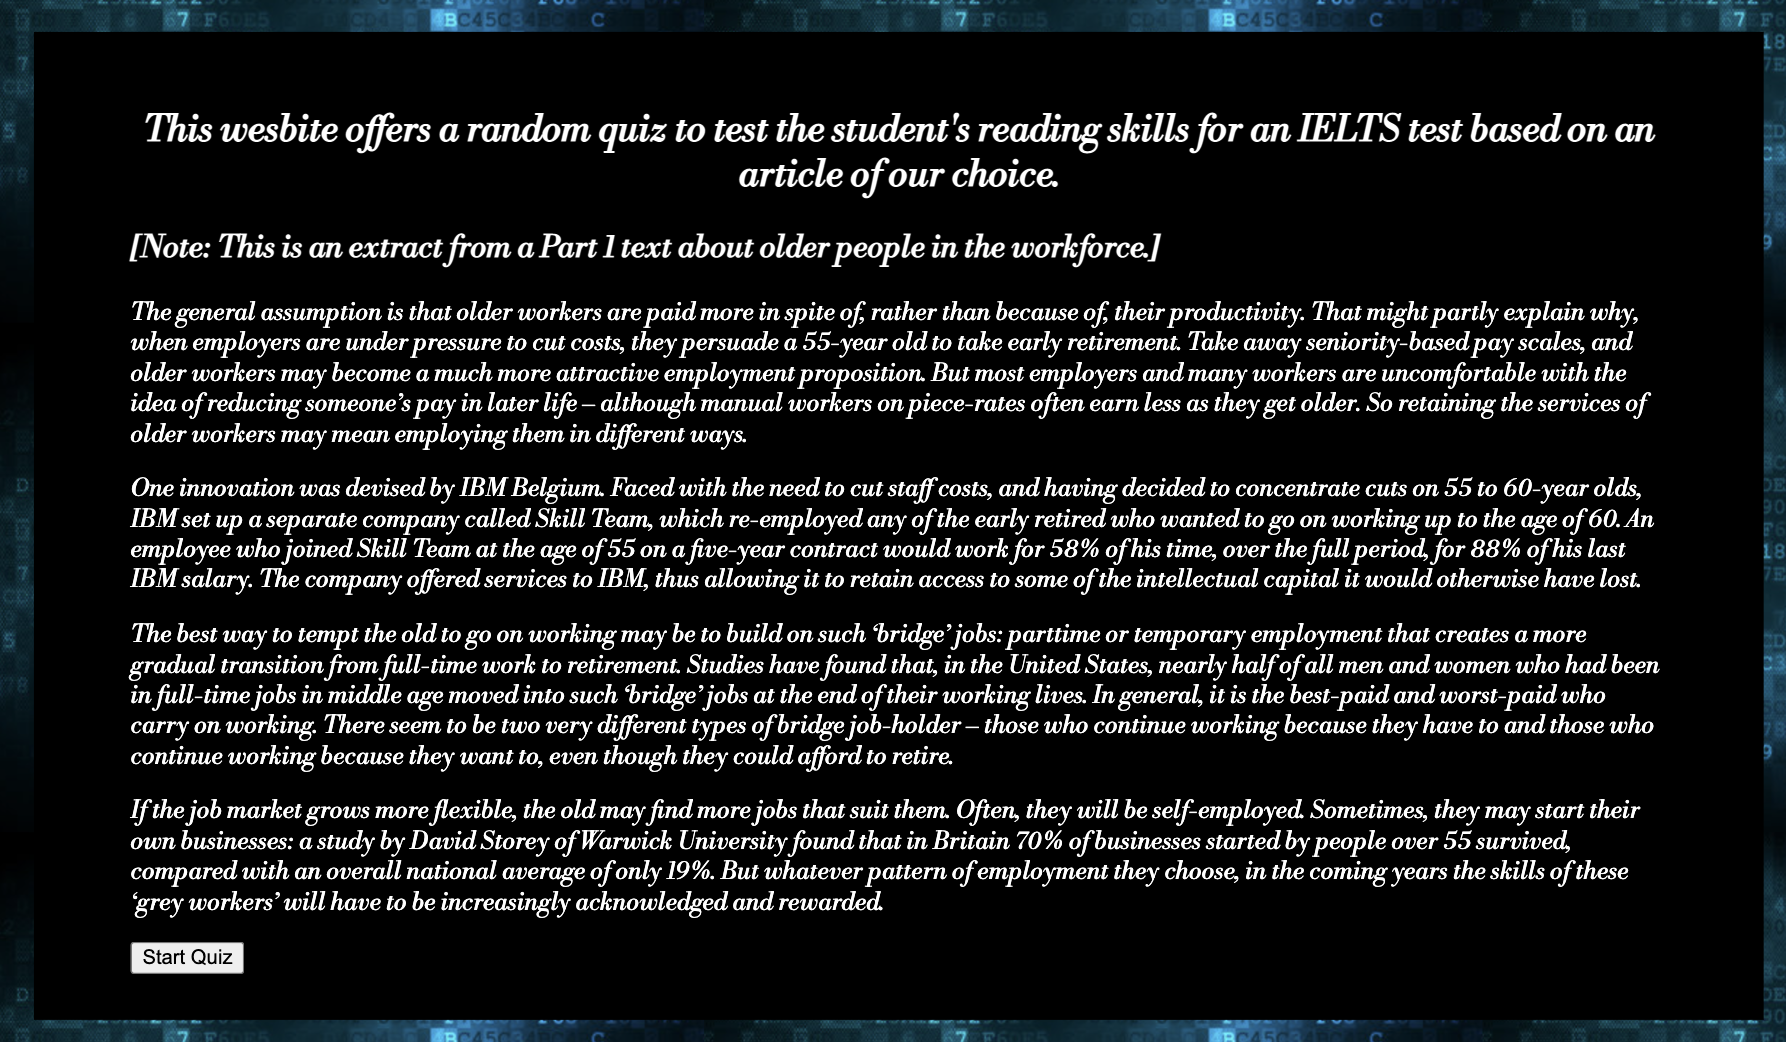 This wesbite offers a random quiz to test the student's reading skills for an IELTS test based on an
article of our choice.
[Note: This is an extract from a Part 1 text about older people in the workforce.]
The general assumption is that older workers are paid more in spite of, rather than because of, their productivity. That might partly explain why,
when employers are under pressure to cut costs, they persuade a 55-year old to take early retirement. Take away seniority-based pay scales, and
older workers may become a much more attractive employment proposition. But most employers and many workers are uncomfortable with the
idea of reducing someone’s pay in later life – although manual workers on piece-rates often earn less as they get older. So retaining the services of
older workers may mean employing them in different ways.
One innovation was devised by IBM Belgium. Faced with the need to cut staff costs, and having decided to concentrate cuts on 55 to 60-year olds,
IBM set up a separate company called Skill Team, which re-employed any of the early retired who wanted to go on working up to the age of 60. An
employee who joined Skill Team at the age of 55 on a five-year contract would work for 58% of his time, over the full period, for 88% of his last
IBM salary. The company offered services to IBM, thus allowing it to retain access to some of the intellectual capital it would otherwise have lost.
The best way to tempt the old to go on working may be to build on such ‘bridge’ jobs: parttime or temporary employment that creates a more
gradual transition from full-time work to retirement. Studies have found that, in the United States, nearly half of all men and women who had been
in full-time jobs in middle age moved into such ‘bridge’ jobs at the end of their working lives. In general, it is the best-paid and worst-paid who
carry on working. There seem to be two very different types of bridge job-holder – those who continue working because they have to and those who
continue working because they want to, even though they could afford to retire.
If the job market grows more flexible, the old may find more jobs that suit them. Often, they will be self-employed. Sometimes, they may start their
own businesses: a study by David Storey of Warwick University found that in Britain 70% of businesses started by people over 55 survived,
compared with an overall national average of only 19%. But whatever pattern of employment they choose, in the coming years the skills of these
‘grey workers’ will have to be increasingly acknowledged and rewarded.
Start Quiz